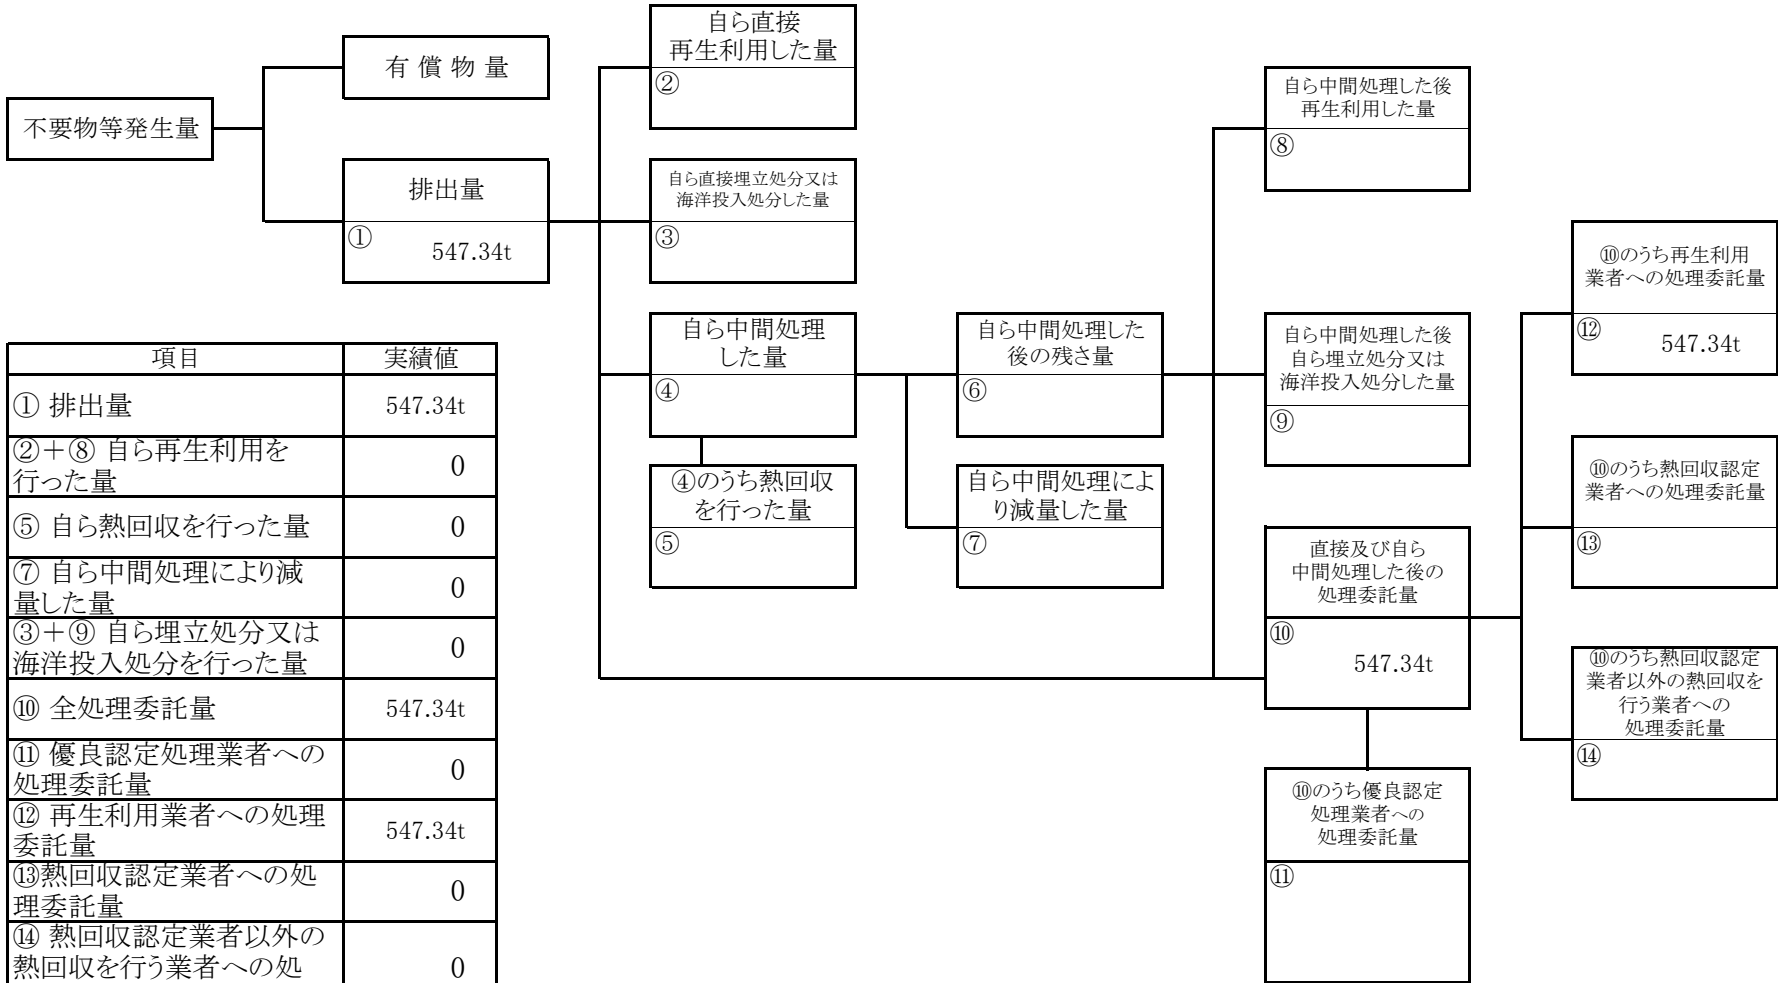 不要物等発生量
有 償 物 量
排出量
①
547.34t
自ら直接
再生利用した量
②
自ら直接埋立処分又は
海洋投入処分した量
③
自ら中間処理
した量
④
④のうち熱回収
を行った量
⑤
自ら中間処理した
後の残さ量
⑥
自ら中間処理によ
り減量した量
⑦
自ら中間処理した後
再生利用した量
⑧
自ら中間処理した後
自ら埋立処分又は
海洋投入処分した量
⑨
直接及び自ら
中間処理した後の
処理委託量
⑩
547.34t
⑩のうち優良認定
処理業者への
処理委託量
⑪
⑩のうち再生利用
業者への処理委託量
⑫
547.34t
⑩のうち熱回収認定
業者への処理委託量
⑬
⑩のうち熱回収認定
業者以外の熱回収を
行う業者への
処理委託量
⑭
項目 実績値
① 排出量 547.34t
②＋⑧ 自ら再生利用を
行った量 0
⑤ 自ら熱回収を行った量 0
⑦ 自ら中間処理により減
量した量 0
③＋⑨ 自ら埋立処分又は
海洋投入処分を行った量 0
⑩ 全処理委託量 547.34t
⑪ 優良認定処理業者への
処理委託量 0
⑫ 再生利用業者への処理
委託量 547.34t
⑬熱回収認定業者への処
理委託量 0
⑭ 熱回収認定業者以外の
熱回収を行う業者への処 0